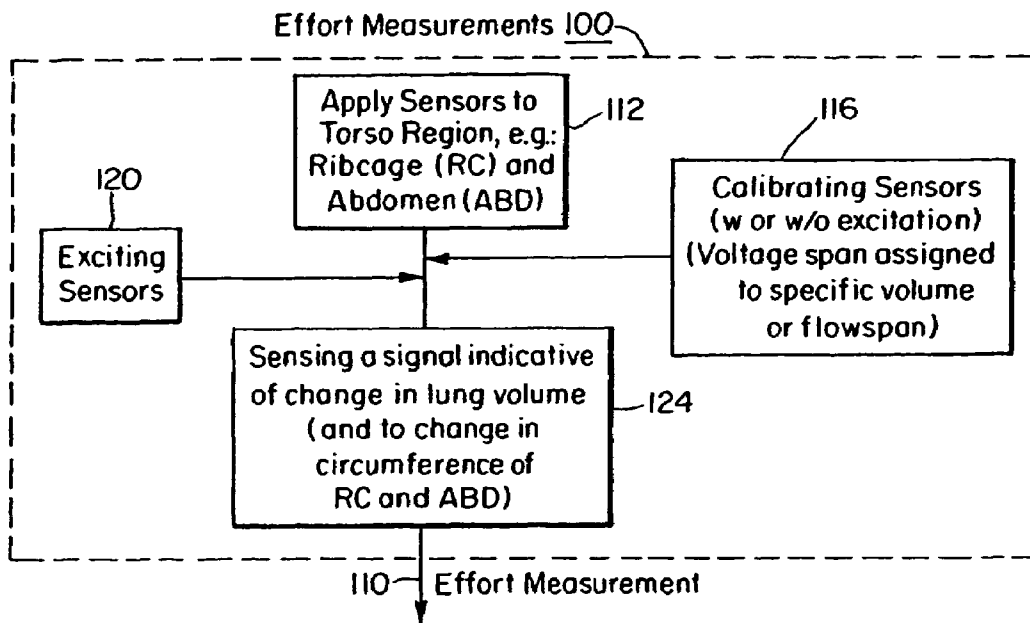 Effort Measurements 100
Apply Sensors to
Torso Region, e.g.:
Ribcage (RC) and
Abdomen (ABD)
112
116
120
Exciting
Sensors
Calibrating Sensors
(w or w/o excitation)
(Voltage span assigned
to specific volume
or flowspan)
Sensing a signal indicative
of change in lung volume
(and to change in
circumference of
RC and ABD)
124
110 Effort Measurement